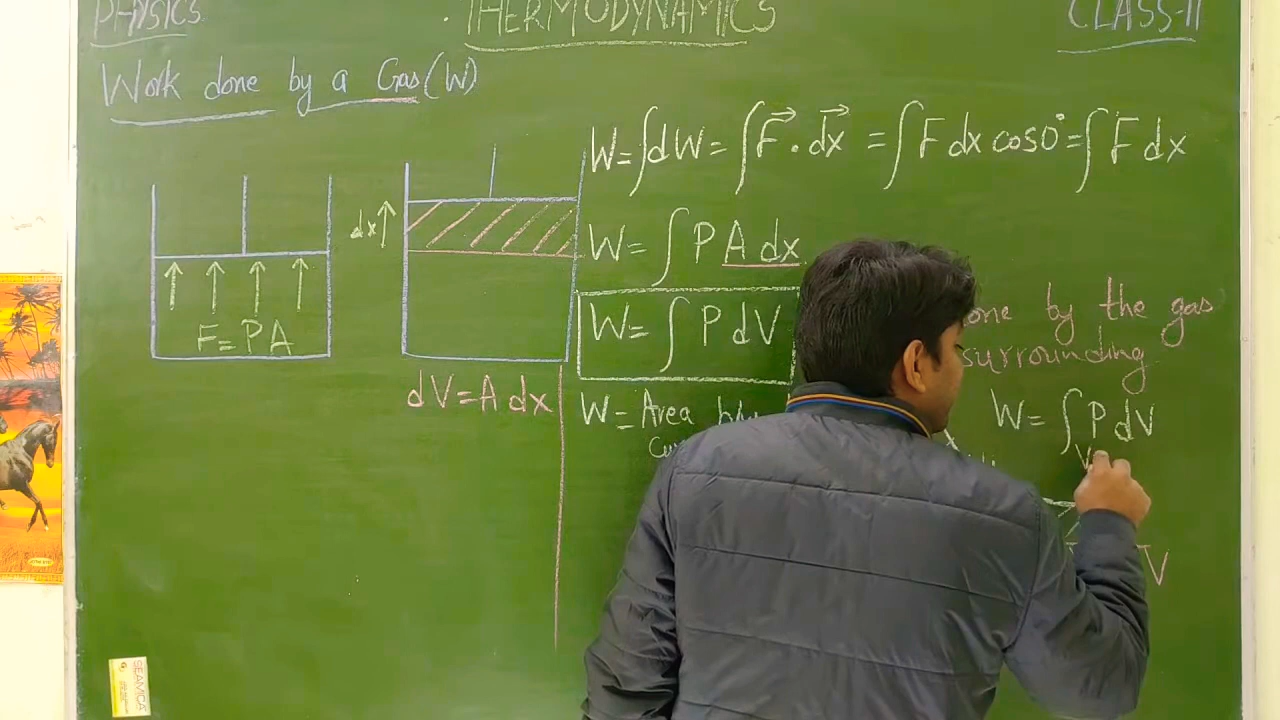 PHYSICS
THERMODYNAMICS
CLASS-11
Work done by a Gas (W)
W=∫dW= ∫F⃗ . dx⃗ = ∫F dx cos0°= ∫F dx
dx↑
W= ∫ P A dx
F=PA
W= ∫ P dV
one by the gas
surrounding
dV=A dx
W= Area
W= ∫ P dV
V
V
SEAMICA